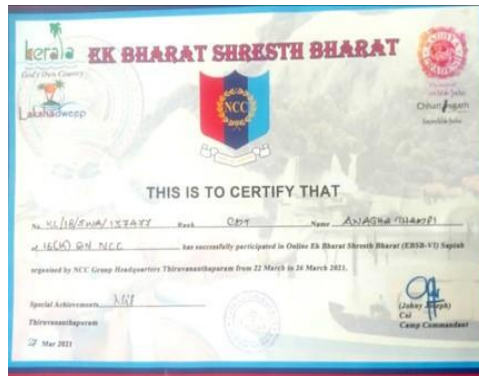 kerala
God's Own Country
EK BHARAT SHRESTH BHARAT
Lakshadweep
NCC
THIS IS TO CERTIFY THAT
No. KL/18/SWA/ Rank CDT Name ANAGHA THAMPI
of 16(K) BN NCC has successfully participated in Online Ek Bharat Shresth Bharat (EBSB-VI) Saptah
organised by NCC Group Headquarters Thiruvananthapuram from 22 March to 26 March 2021.
Special Achievements Nil
Thiruvananthapuram
27 Mar 2021
(Johny Joseph)
Col
Camp Commandant